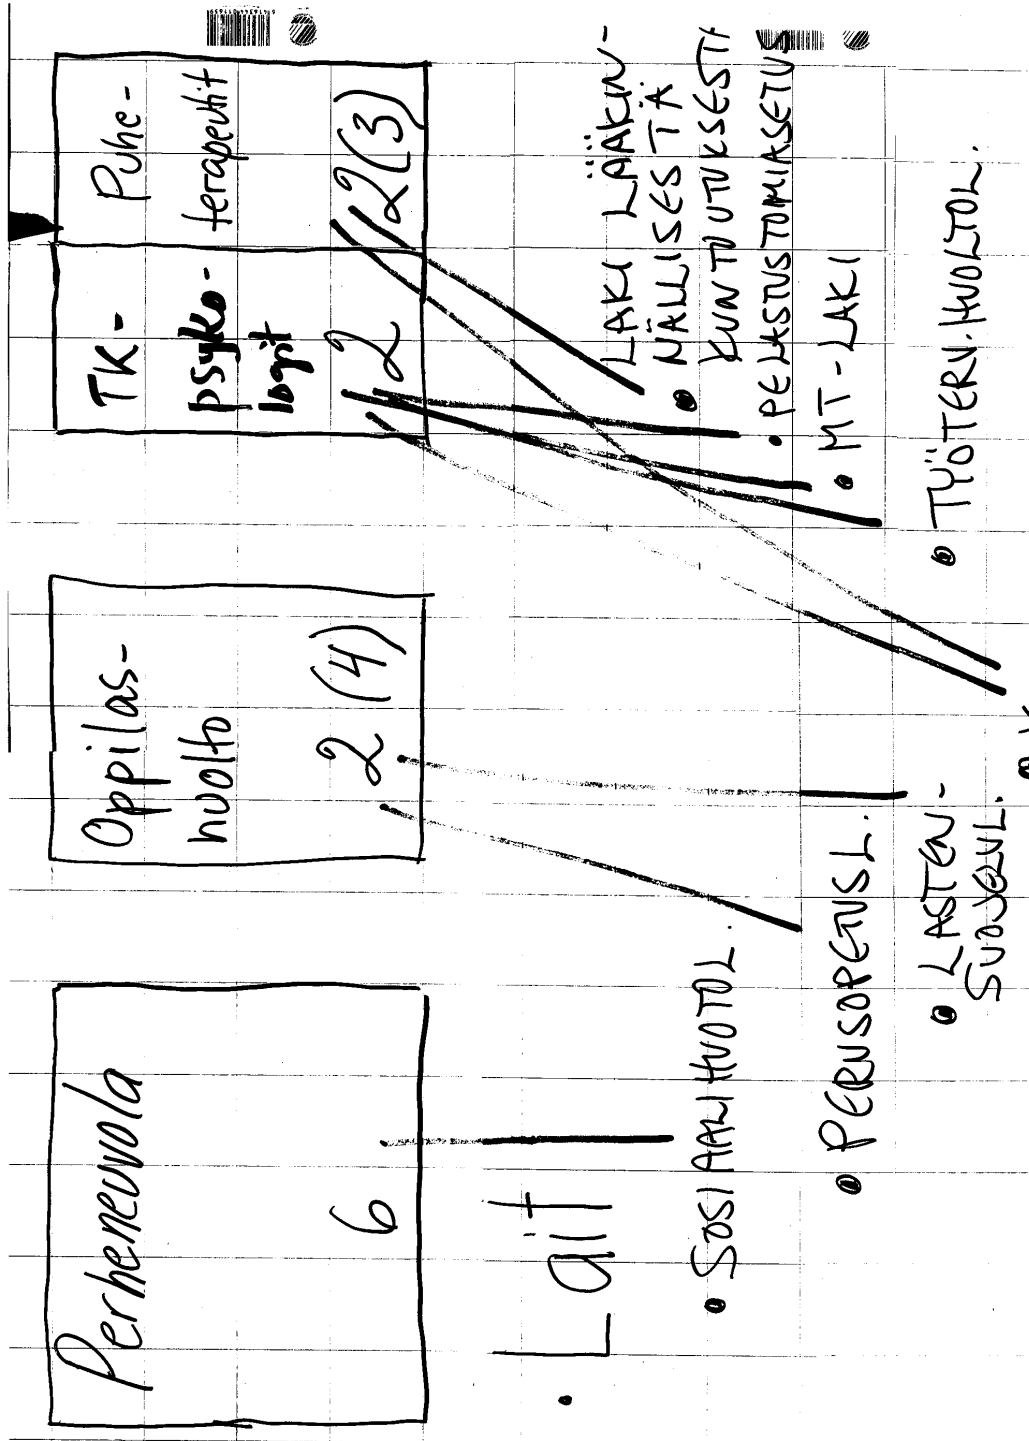 Perheneuvola
6
Oppilas-
huolto
2 (4)
TK-
psyko-
logit
2
Puhe-
terapeutit
2(3)
• Lait
• SOSIAALIHUOTOL.
• PERUSOPETUSL.
• LASTEN-
SUOJELUL.
LAKI LÄÄKIN-
NÄLLISESTÄ
KUNTOUTUKSESTA
• PELASTUSTOIMIASETUS
• MT-LAKI
• TYÖTERV.HUOLTOL.